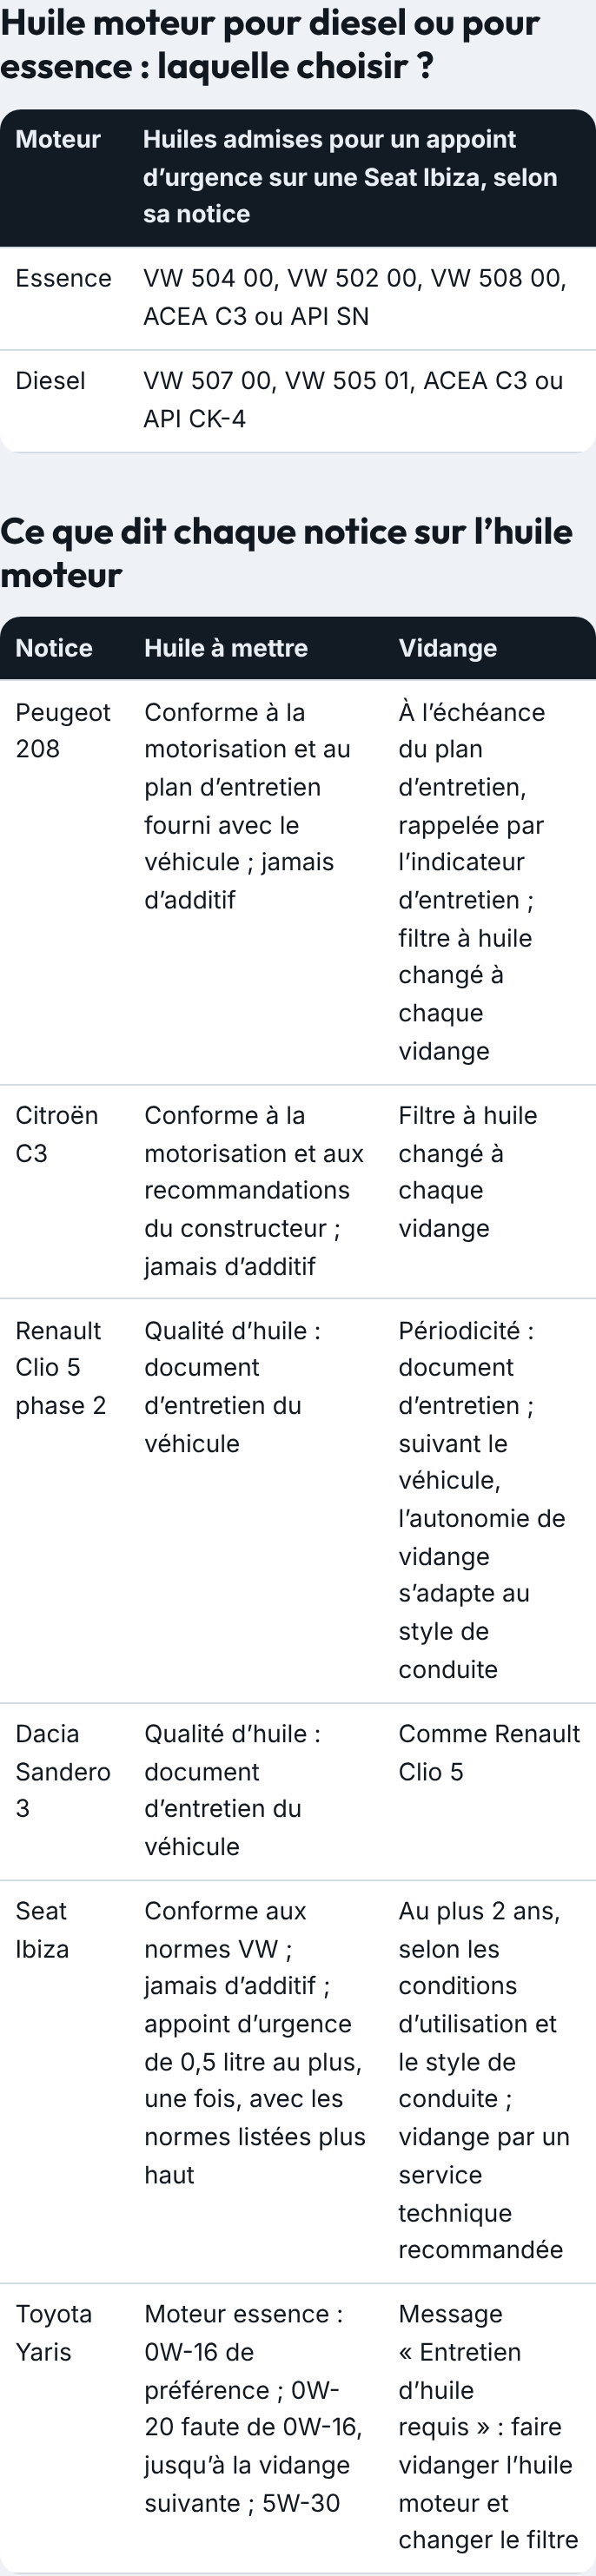 Huile moteur pour diesel ou pour
essence : laquelle choisir ?
Moteur
Huiles admises pour un appoint
d’urgence sur une Seat Ibiza, selon
sa notice
Essence
VW 504 00, VW 502 00, VW 508 00,
ACEA C3 ou API SN
Diesel
VW 507 00, VW 505 01, ACEA C3 ou
API CK-4
Ce que dit chaque notice sur l’huile
moteur
Notice
Huile à mettre
Vidange
Peugeot
208
Conforme à la
motorisation et au
plan d’entretien
fourni avec le
véhicule ; jamais
d’additif
À l’échéance
du plan
d’entretien,
rappelée par
l’indicateur
d’entretien ;
filtre à huile
changé à
chaque
vidange
Citroën
C3
Conforme à la
motorisation et aux
recommandations
du constructeur ;
jamais d’additif
Filtre à huile
changé à
chaque
vidange
Renault
Clio 5
phase 2
Qualité d’huile :
document
d’entretien du
véhicule
Périodicité :
document
d’entretien ;
suivant le
véhicule,
l’autonomie de
vidange
s’adapte au
style de
conduite
Dacia
Sandero
3
Qualité d’huile :
document
d’entretien du
véhicule
Comme Renault
Clio 5
Seat
Ibiza
Conforme aux
normes VW ;
jamais d’additif ;
appoint d’urgence
de 0,5 litre au plus,
une fois, avec les
normes listées plus
haut
Au plus 2 ans,
selon les
conditions
d’utilisation et
le style de
conduite ;
vidange par un
service
technique
recommandée
Toyota
Yaris
Moteur essence :
0W-16 de
préférence ; 0W-
20 faute de 0W-16,
jusqu’à la vidange
suivante ; 5W-30
Message
« Entretien
d’huile
requis » : faire
vidanger l’huile
moteur et
changer le filtre